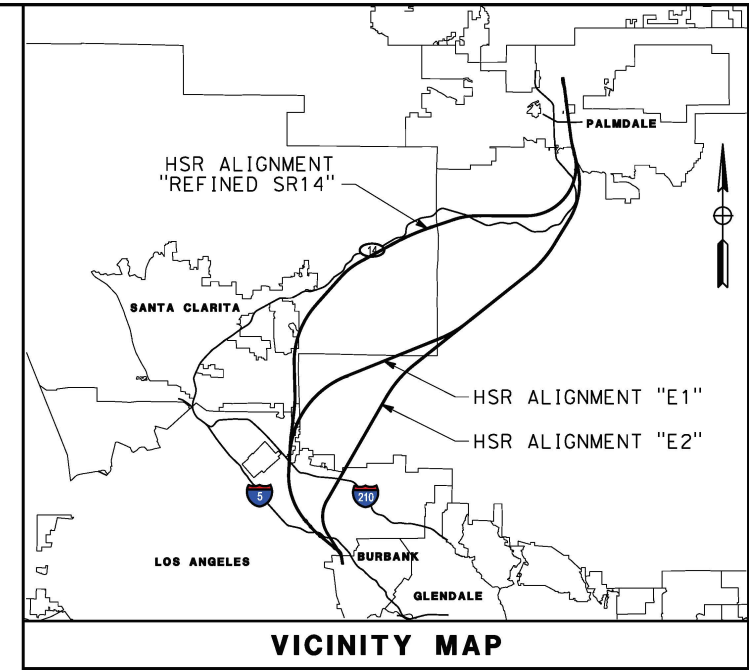 PALMDALE
HSR ALIGNMENT
"REFINED SR14"
14
SANTA CLARITA
HSR ALIGNMENT "E1"
HSR ALIGNMENT "E2"
5
210
LOS ANGELES
BURBANK
GLENDALE
VICINITY MAP